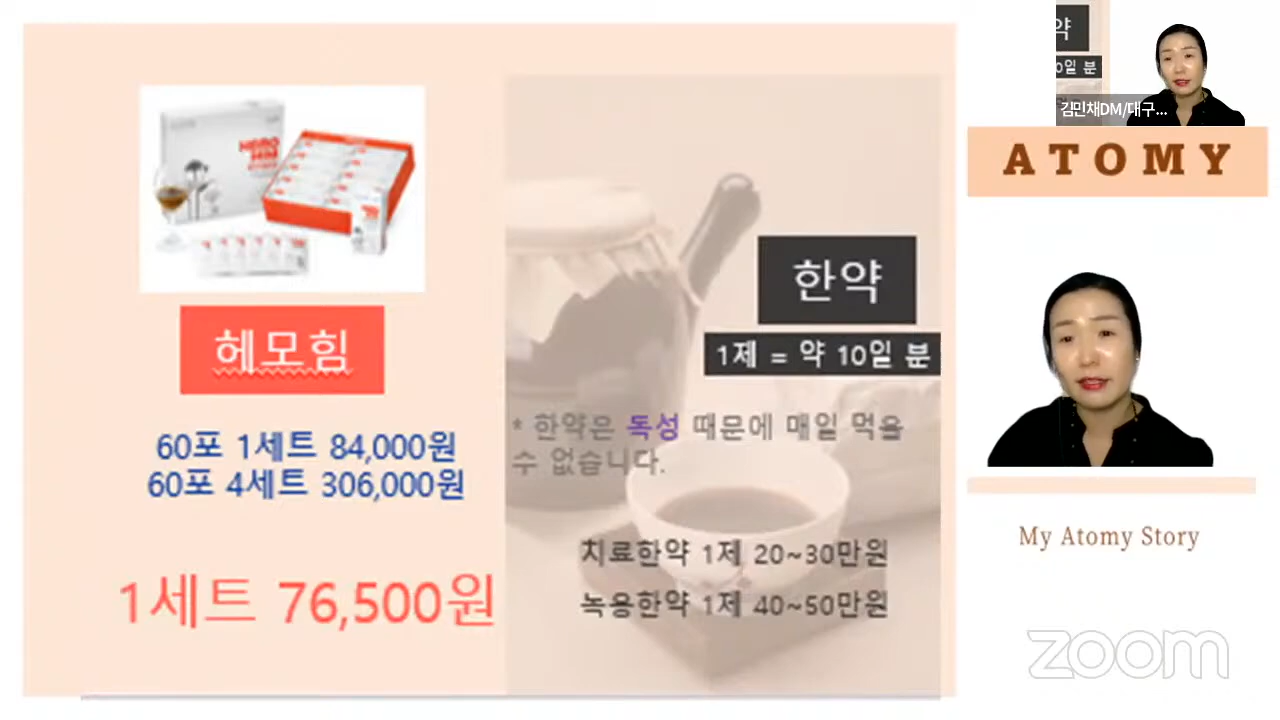 헤모힘
60포 1세트 84,000원
60포 4세트 306,000원
1세트 76,500원
한약
1제 = 약 10일 분
* 한약은 독성 때문에 매일 먹을
수 없습니다.
치료한약 1제 20~30만원
녹용한약 1제 40~50만원
약
0일 분
김민채DM/대구...
ATOMY
My Atomy Story
zoom